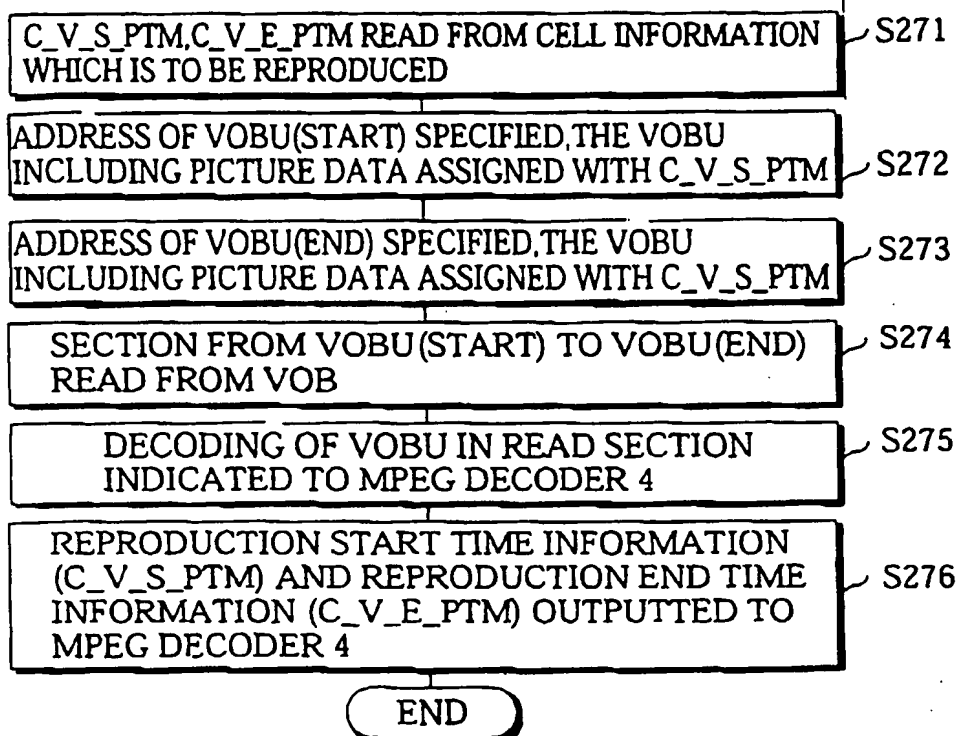 C_V_S_PTM,C_V_E_PTM READ FROM CELL INFORMATION
WHICH IS TO BE REPRODUCED
S271
ADDRESS OF VOBU(START) SPECIFIED,THE VOBU
INCLUDING PICTURE DATA ASSIGNED WITH C_V_S_PTM
S272
ADDRESS OF VOBU(END) SPECIFIED,THE VOBU
INCLUDING PICTURE DATA ASSIGNED WITH C_V_S_PTM
S273
SECTION FROM VOBU(START) TO VOBU(END)
READ FROM VOB
S274
DECODING OF VOBU IN READ SECTION
INDICATED TO MPEG DECODER 4
S275
REPRODUCTION START TIME INFORMATION
(C_V_S_PTM) AND REPRODUCTION END TIME
INFORMATION (C_V_E_PTM) OUTPUTTED TO
MPEG DECODER 4
S276
END